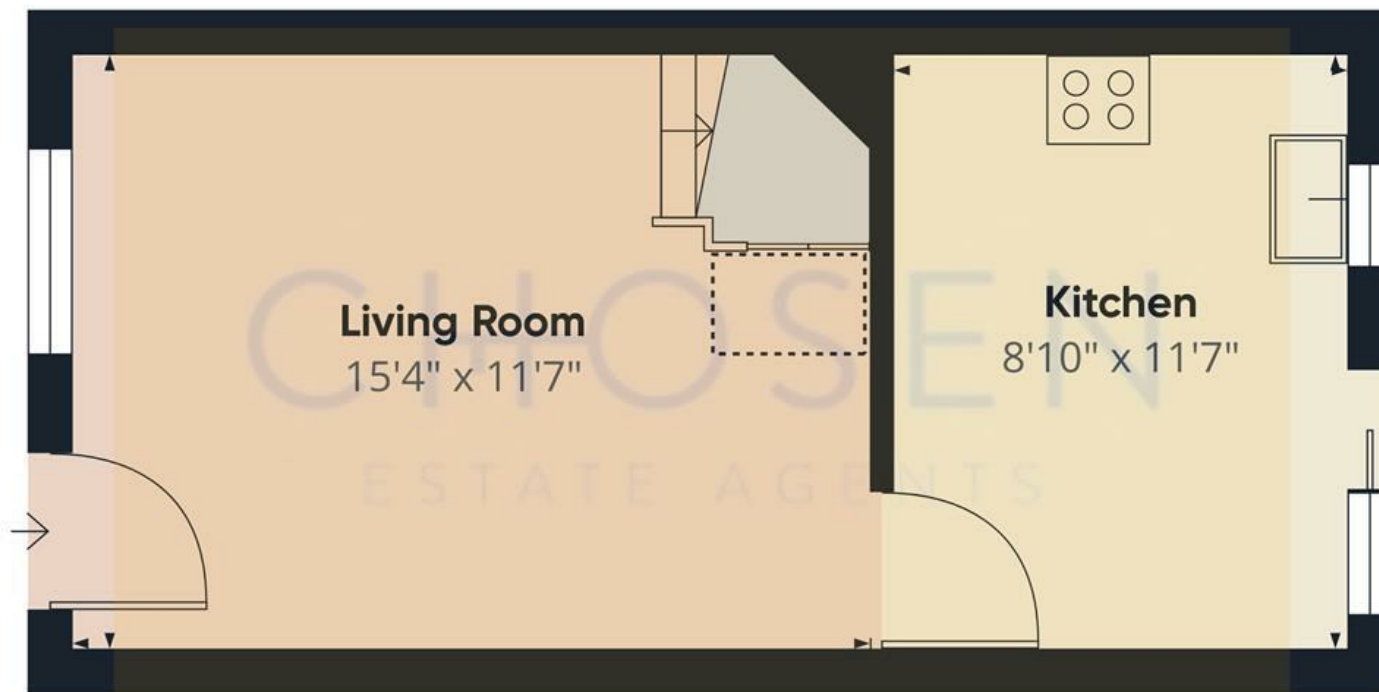 Living Room
15'4" x 11'7"
Kitchen
8'10" x 11'7"
CHOSEN
ESTATE AGENTS